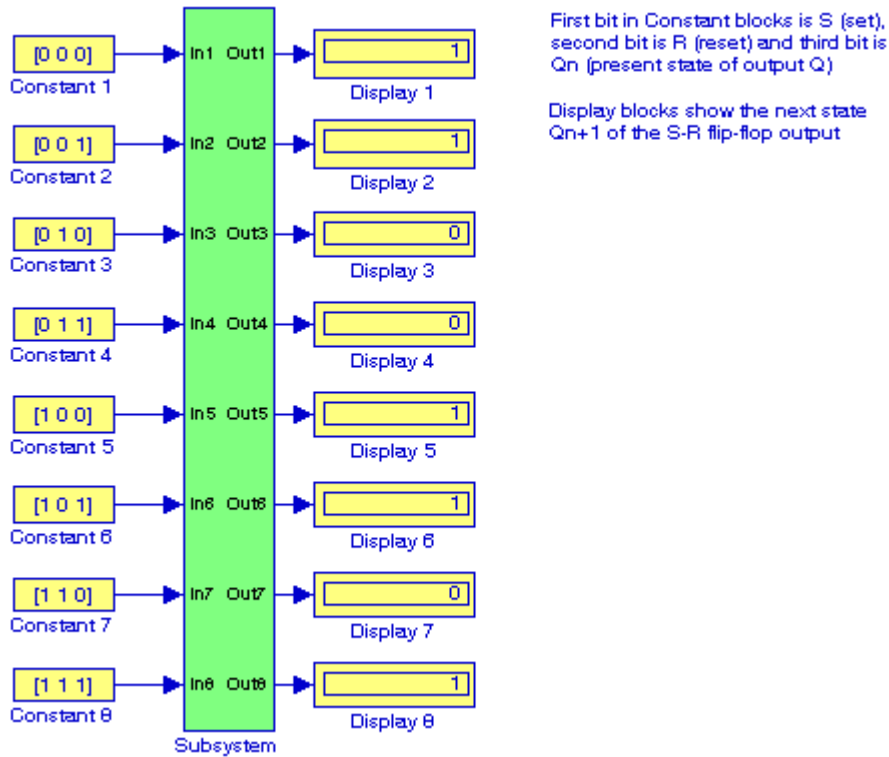 First bit in Constant blocks is S (set),
second bit is R (reset) and third bit is
Qn (present state of output Q)
Display blocks show the next state
Qn+1 of the S-R flip-flop output
[0 0 0] In1 Out1 1
Constant 1 Display 1
[0 0 1] In2 Out2 1
Constant 2 Display 2
[0 1 0] In3 Out3 0
Constant 3 Display 3
[0 1 1] In4 Out4 0
Constant 4 Display 4
[1 0 0] In5 Out5 1
Constant 5 Display 5
[1 0 1] In6 Out6 1
Constant 6 Display 6
[1 1 0] In7 Out7 0
Constant 7 Display 7
[1 1 1] In8 Out8 1
Constant 8 Display 8
Subsystem